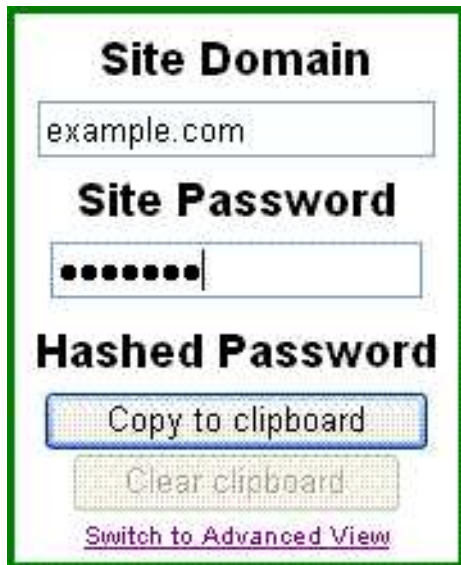 Site Domain
example.com
Site Password
•••••••
Hashed Password
Copy to clipboard
Clear clipboard
Switch to Advanced View